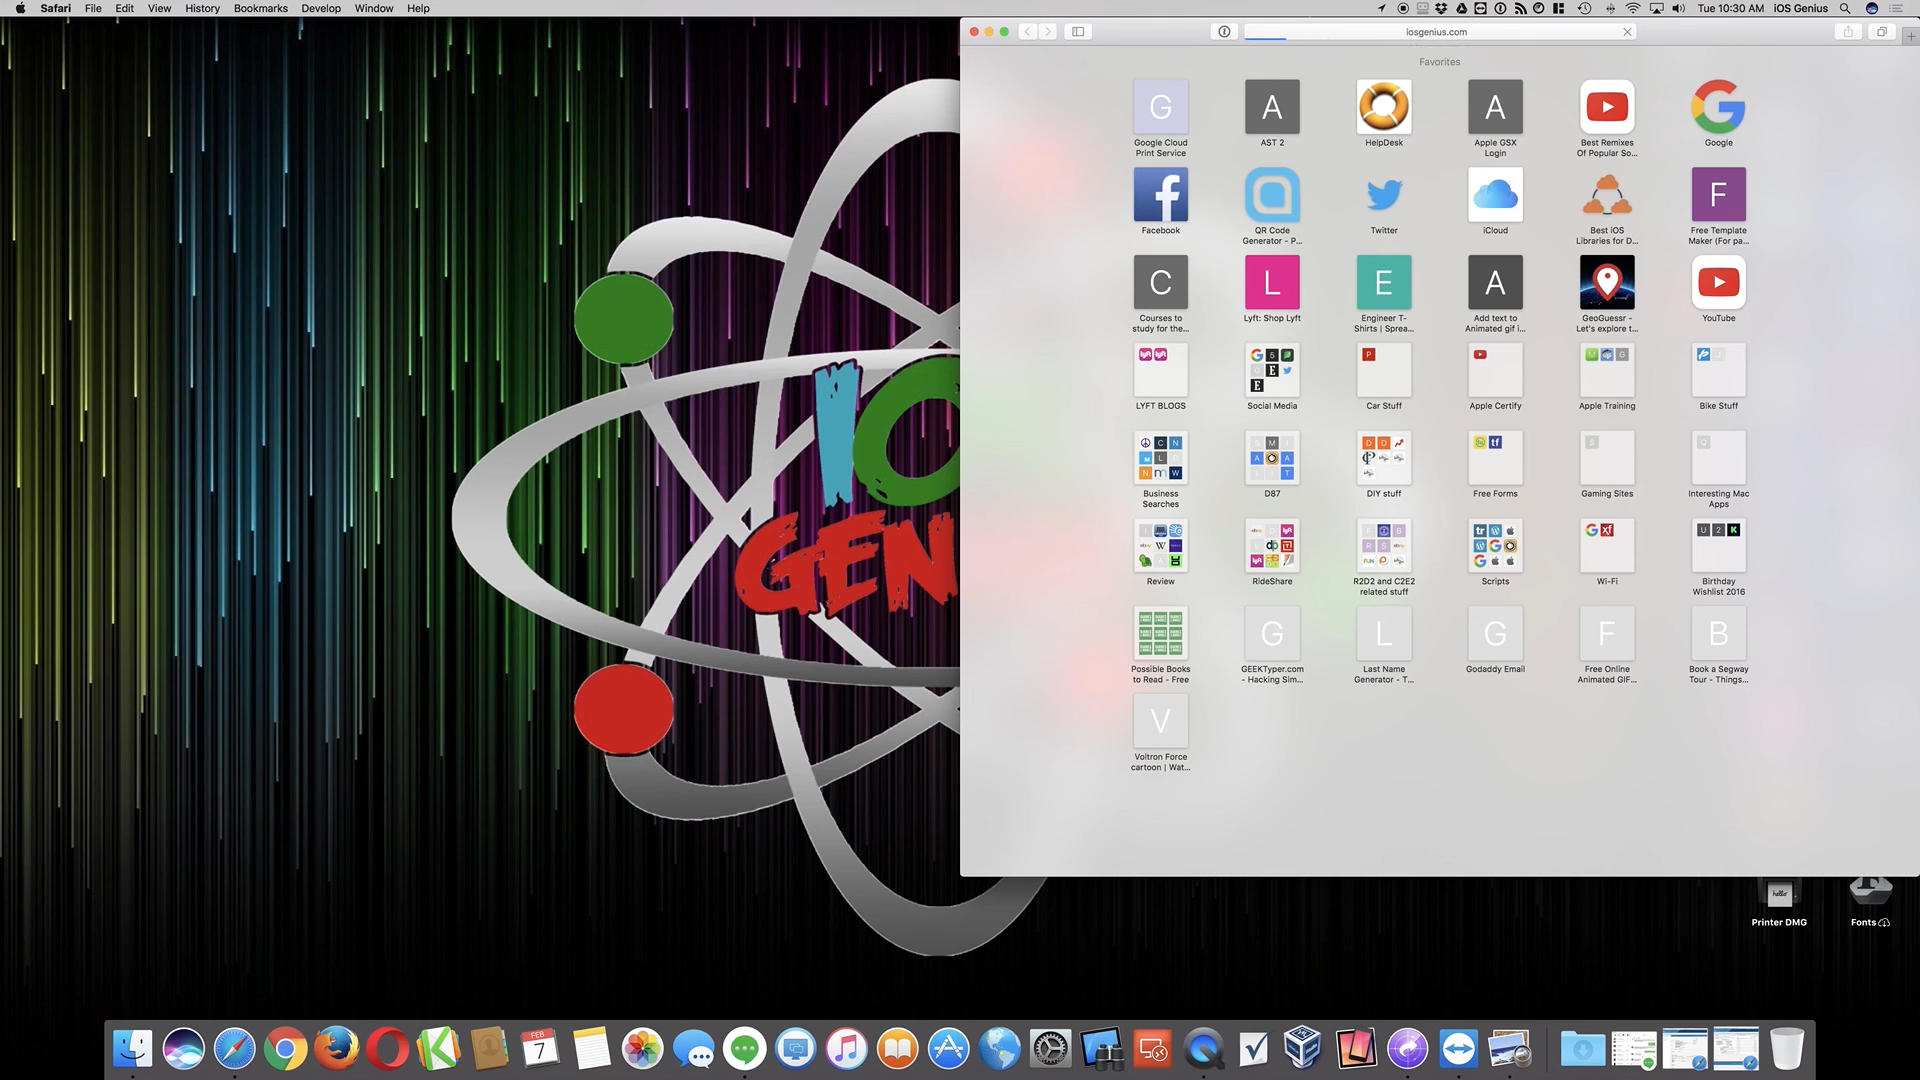 Safari File Edit View History Bookmarks Develop Window Help
Tue 10:30 AM iOS Genius
iosgenius.com
Favorites
G A A
Google Cloud
Print Service
AST 2
HelpDesk
Apple GSX
Login
Best Remixes
Of Popular So...
Google
F
Facebook
QR Code
Generator - P...
Twitter
iCloud
Best iOS
Libraries for D...
Free Template
Maker (For pa...
C L E A
Courses to
study for the...
Lyft: Shop Lyft
Engineer T-
Shirts | Sprea...
Add text to
Animated gif i...
GeoGuessr -
Let's explore t...
YouTube
LYFT BLOGS
Social Media
Car Stuff
Apple Certify
Apple Training
Bike Stuff
Business
Searches
D87
DIY stuff
Free Forms
Gaming Sites
Interesting Mac
Apps
Review
RideShare
R2D2 and C2E2
related stuff
Scripts
Wi-Fi
Birthday
Wishlist 2016
G L G F B
Possible Books
to Read - Free
GEEKTyper.com
- Hacking Sim...
Last Name
Generator - T...
Godaddy Email
Free Online
Animated GIF...
Book a Segway
Tour - Things...
V
Voltron Force
cartoon | Wat...
IO
GEN
hello
Printer DMG
Fonts
FEB
7